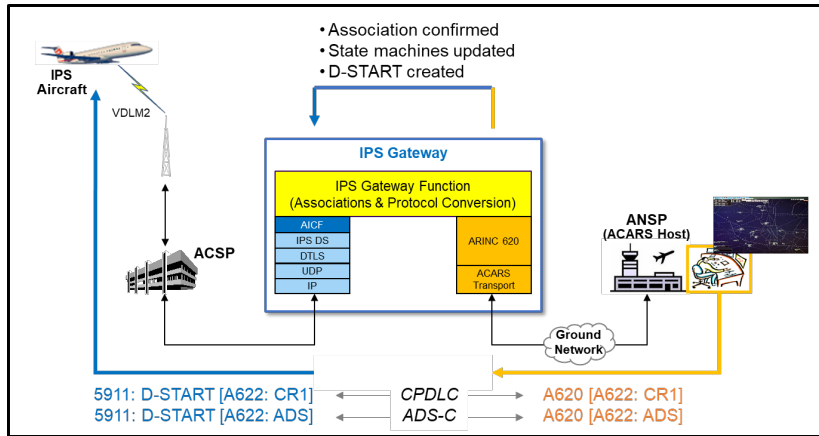 • Association confirmed
• State machines updated
• D-START created
IPS
Aircraft
VDLM2
IPS Gateway
IPS Gateway Function
(Associations & Protocol Conversion)
AICF
IPS DS
DTLS
UDP
IP
ARINC 620
ACARS
Transport
ACSP
ANSP
(ACARS Host)
Ground
Network
5911: D-START [A622: CR1]
CPDLC
A620 [A622: CR1]
5911: D-START [A622: ADS]
ADS-C
A620 [A622: ADS]